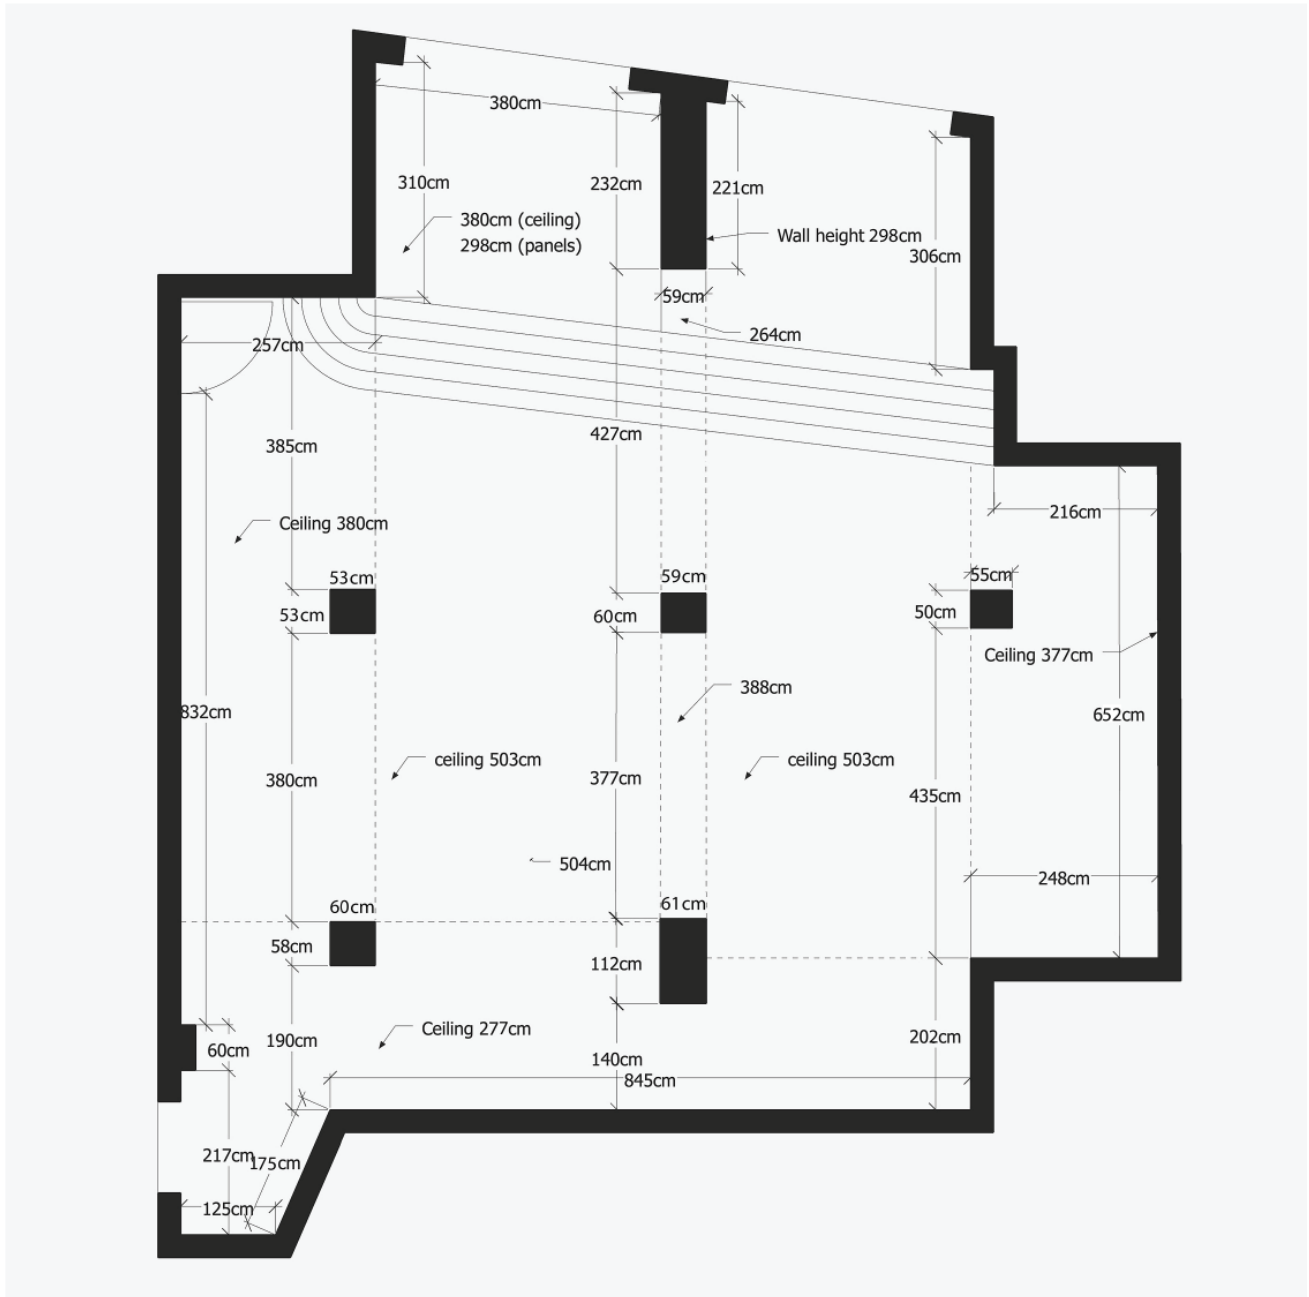 380cm
310cm
232cm
221cm
380cm (ceiling)
298cm (panels)
Wall height 298cm
306cm
59cm
264cm
257cm
427cm
385cm
216cm
Ceiling 380cm
53cm
59cm
55cm
53cm
60cm
50cm
Ceiling 377cm
388cm
832cm
652cm
ceiling 503cm
ceiling 503cm
380cm
377cm
435cm
504cm
248cm
60cm
61cm
58cm
112cm
Ceiling 277cm
190cm
202cm
60cm
140cm
845cm
217cm
175cm
125cm